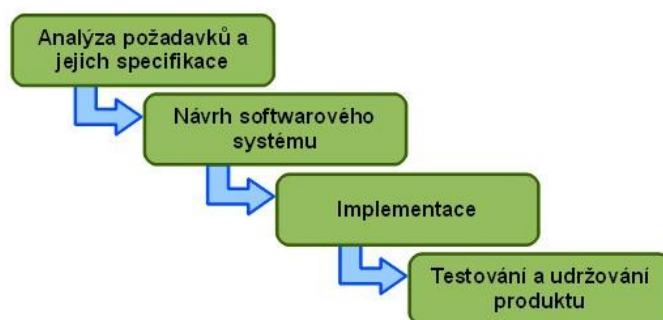 Analýza požadavků a
jejich specifikace
Návrh softwarového
systému
Implementace
Testování a udržování
produktu